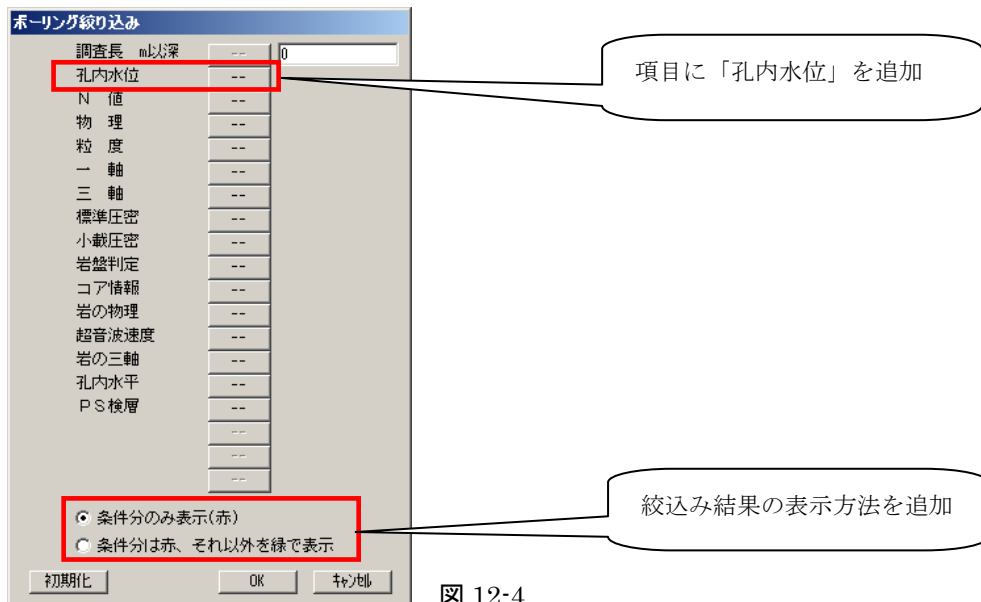 ボーリング絞り込み
調査長 m以深 -- 0
孔内水位 --
N 値 --
物 理 --
粒 度 --
一 軸 --
三 軸 --
標準圧密 --
小載圧密 --
岩盤判定 --
コア情報 --
岩の物理 --
超音波速度 --
岩の三軸 --
孔内水平 --
PS検層 --
--
--
--
条件分のみ表示(赤)
条件分は赤、それ以外を緑で表示
初期化 OK キャンセル
項目に「孔内水位」を追加
絞込み結果の表示方法を追加
図 12-4